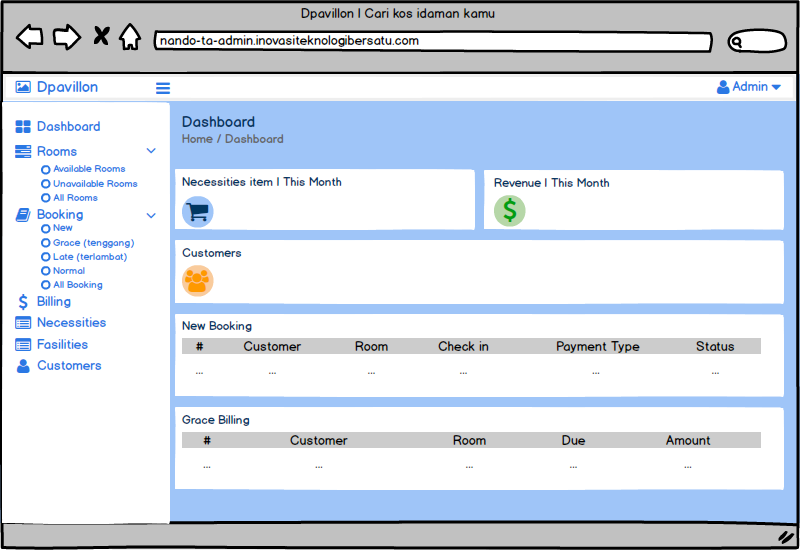 Dpavillon | Cari kos idaman kamu
nando-ta-admin.inovasiteknologibersatu.com
Dpavillon
Admin
Dashboard
Rooms
Available Rooms
Unavailable Rooms
All Rooms
Booking
New
Grace (tenggang)
Late (terlambat)
Normal
All Booking
Billing
Necessities
Fasilities
Customers
Dashboard
Home / Dashboard
Necessities item | This Month
Revenue | This Month
Customers
New Booking
# Customer Room Check in Payment Type Status
... ... ... ... ... ...
Grace Billing
# Customer Room Due Amount
... ... ... ... ...